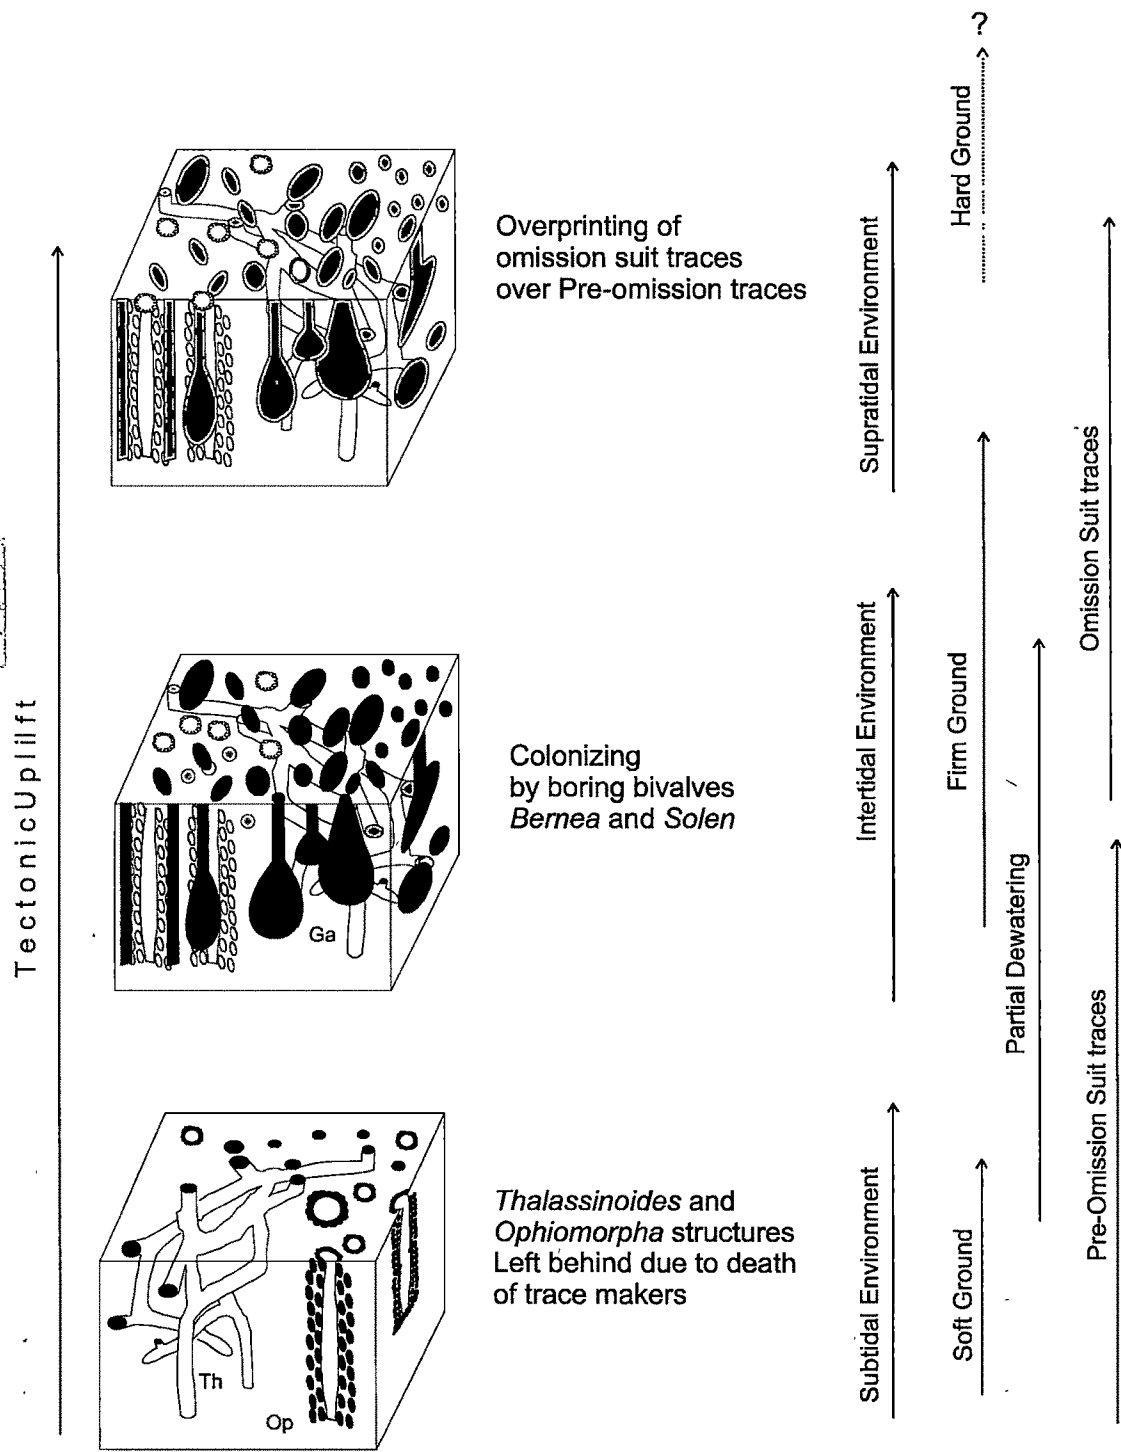 ?
Hard Ground
Overprinting of
omission suit traces
over Pre-omission traces
Supratidal Environment
Omission Suit traces
Tectonic Uplilft
Colonizing
by boring bivalves
Bernea and Solen
Ga
Intertidal Environment
Firm Ground
Partial Dewatering
Pre-Omission Suit traces
Thalassinoides and
Ophiomorpha structures
Left behind due to death
of trace makers
Th
Op
Subtidal Environment
Soft Ground